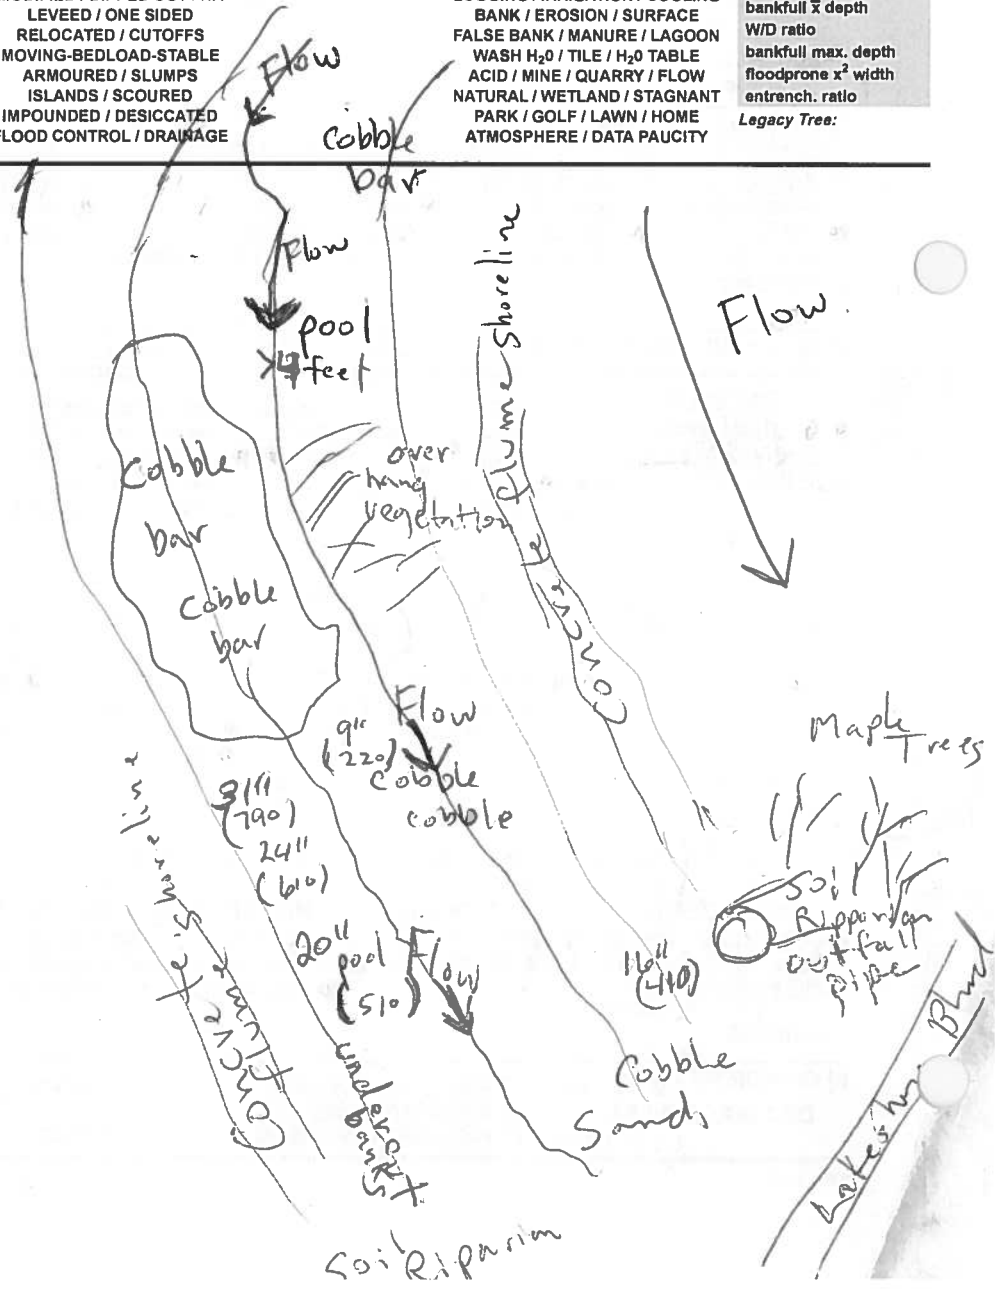 LEVEED / ONE SIDED
RELOCATED / CUTOFFS
MOVING-BEDLOAD-STABLE
ARMOURED / SLUMPS
ISLANDS / SCOURED
IMPOUNDED / DESICCATED
FLOOD CONTROL / DRAINAGE
BANK / EROSION / SURFACE
FALSE BANK / MANURE / LAGOON
WASH H₂0 / TILE / H₂0 TABLE
ACID / MINE / QUARRY / FLOW
NATURAL / WETLAND / STAGNANT
PARK / GOLF / LAWN / HOME
ATMOSPHERE / DATA PAUCITY
bankfull x̄ depth
W/D ratio
bankfull max. depth
floodprone x² width
entrench. ratio
Legacy Tree:
Flow
Cobble
bar
Flow
pool
>4 feet
Concrete flume shoreline
Flow.
over
hang
vegetation
Cobble
bar
Cobble
bar
Flow
9"
(220)
Cobble
cobble
Maple
Trees
31"
(790)
24"
(610)
20"
pool
(510)
Flow
16"
(410)
Soil
Ripparian
outfall
pipe
Concrete flume shoreline
undercut
banks
Cobble
Sands
Soil Riparian
Lakeshore Blvd